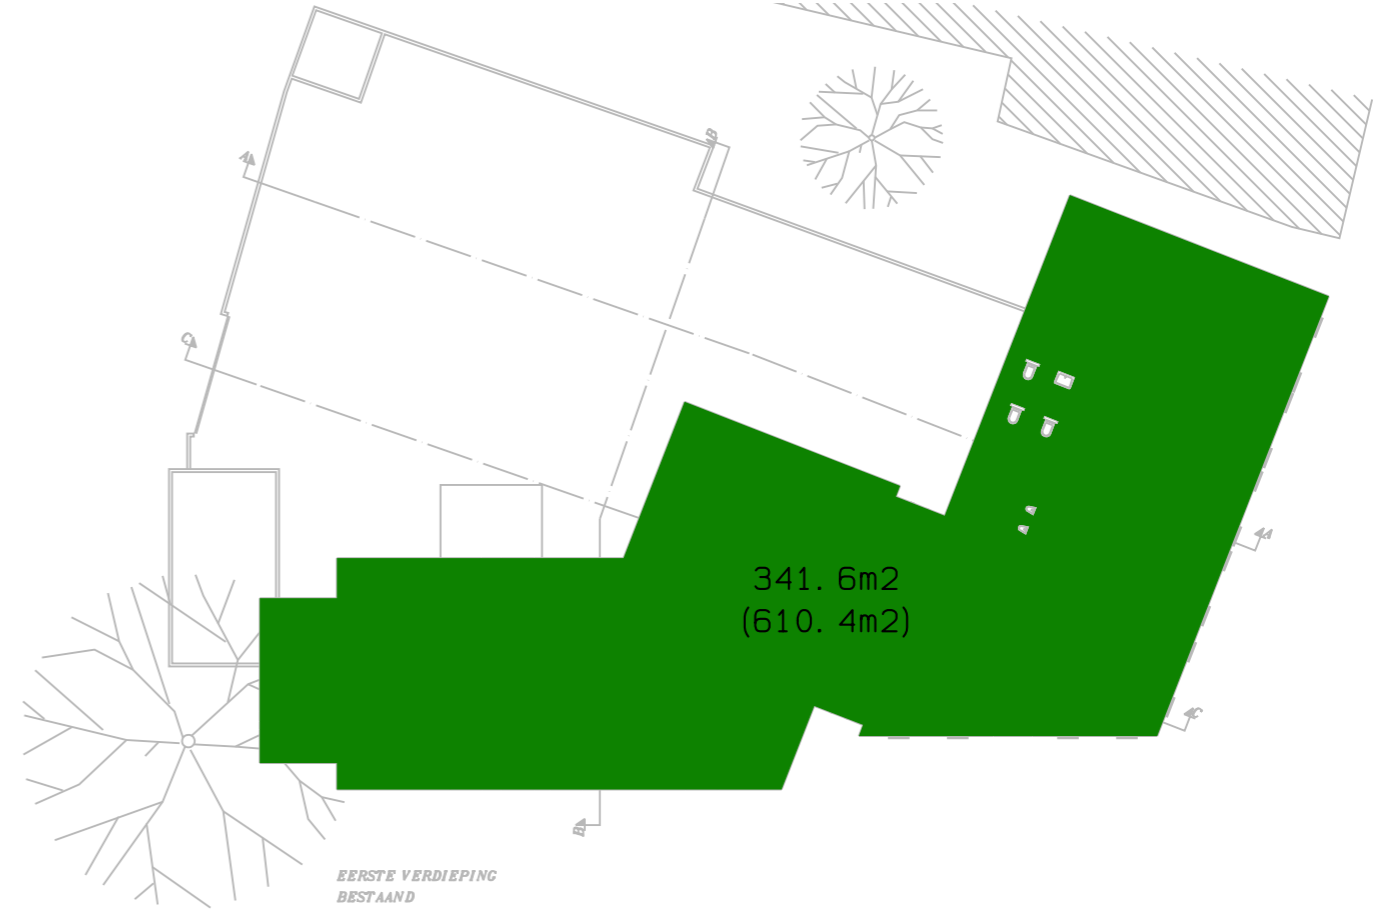 B
A
C
341. 6m2
(610. 4m2)
A
C
B
EERSTE VERDIEPING
BESTAAND